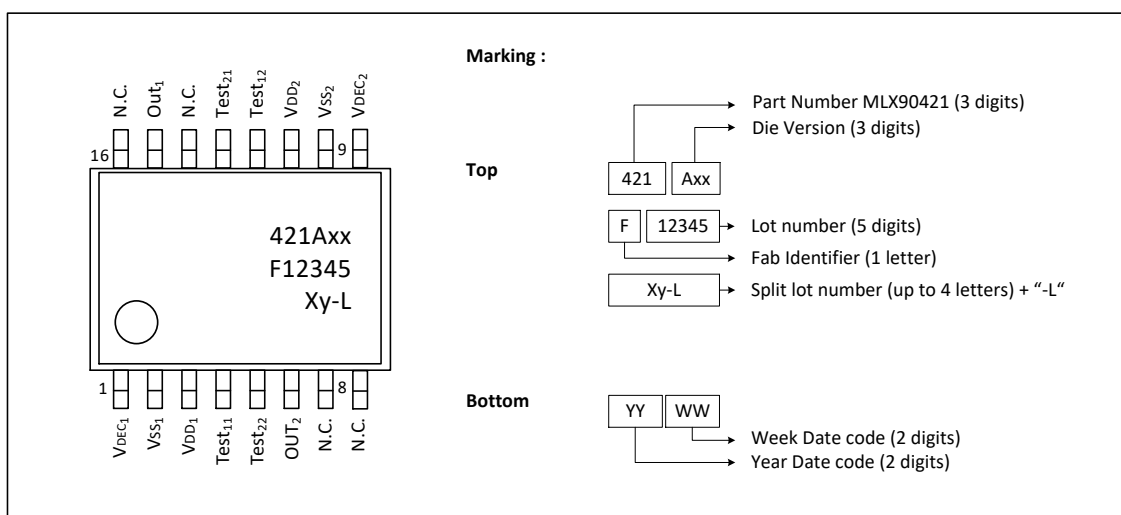 Marking :
N.C.
Out1
N.C.
Test21
Test12
VDD2
VSS2
VDEC2
16
9
421Axx
F12345
Xy-L
1
8
VDEC1
VSS1
VDD1
Test11
Test22
OUT2
N.C.
N.C.
Part Number MLX90421 (3 digits)
Die Version (3 digits)
Top
421 Axx
F 12345 Lot number (5 digits)
Fab Identifier (1 letter)
Xy-L Split lot number (up to 4 letters) + “-L“
Bottom
YY WW
Week Date code (2 digits)
Year Date code (2 digits)